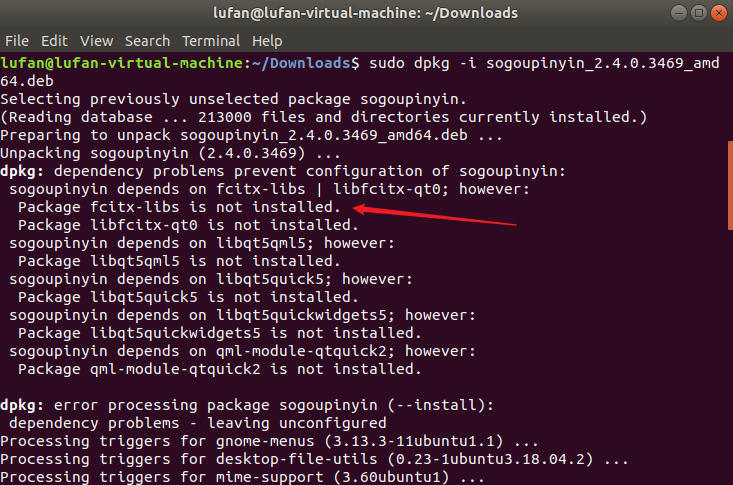 lufan@lufan-virtual-machine: ~/Downloads
File Edit View Search Terminal Help
lufan@lufan-virtual-machine:~/Downloads$ sudo dpkg -i sogoupinyin_2.4.0.3469_amd
64.deb
Selecting previously unselected package sogoupinyin.
(Reading database ... 213000 files and directories currently installed.)
Preparing to unpack sogoupinyin_2.4.0.3469_amd64.deb ...
Unpacking sogoupinyin (2.4.0.3469) ...
dpkg: dependency problems prevent configuration of sogoupinyin:
 sogoupinyin depends on fcitx-libs | libfcitx-qt0; however:
  Package fcitx-libs is not installed.
  Package libfcitx-qt0 is not installed.
 sogoupinyin depends on libqt5qml5; however:
  Package libqt5qml5 is not installed.
 sogoupinyin depends on libqt5quick5; however:
  Package libqt5quick5 is not installed.
 sogoupinyin depends on libqt5quickwidgets5; however:
  Package libqt5quickwidgets5 is not installed.
 sogoupinyin depends on qml-module-qtquick2; however:
  Package qml-module-qtquick2 is not installed.

dpkg: error processing package sogoupinyin (--install):
 dependency problems - leaving unconfigured
Processing triggers for gnome-menus (3.13.3-11ubuntu1.1) ...
Processing triggers for desktop-file-utils (0.23-1ubuntu3.18.04.2) ...
Processing triggers for mime-support (3.60ubuntu1) ...